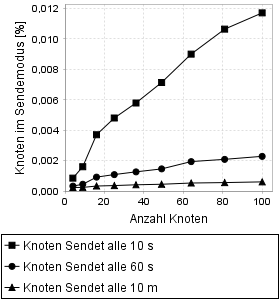 0,012
0,010
0,008
0,006
0,004
0,002
0,000
Knoten im Sendemodus [%]
0 20 40 60 80 100
Anzahl Knoten
Knoten Sendet alle 10 s
Knoten Sendet alle 60 s
Knoten Sendet alle 10 m